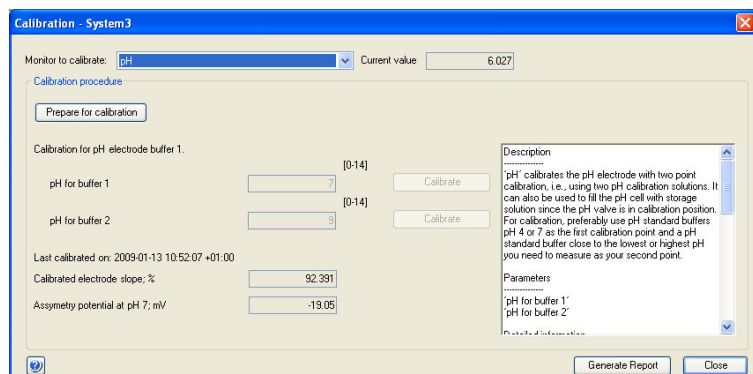 Calibration - System3
Monitor to calibrate: pH Current value 6.027
Calibration procedure
Prepare for calibration
Calibration for pH electrode buffer 1.
[0-14]
pH for buffer 1 7 Calibrate
[0-14]
pH for buffer 2 9 Calibrate
Last calibrated on: 2009-01-13 10:52:07 +01:00
Calibrated electrode slope; % 92.391
Assymetry potential at pH 7; mV -19.05
Description
---------------
'pH' calibrates the pH electrode with two point
calibration, i.e., using two pH calibration solutions. It
can also be used to fill the pH cell with storage
solution since the pH valve is in calibration position.
For calibration, preferably use pH standard buffers
pH 4 or 7 as the first calibration point and a pH
standard buffer close to the lowest or highest pH
you need to measure as your second point.
Parameters
---------------
'pH for buffer 1'
'pH for buffer 2'
Detailed information
Generate Report Close